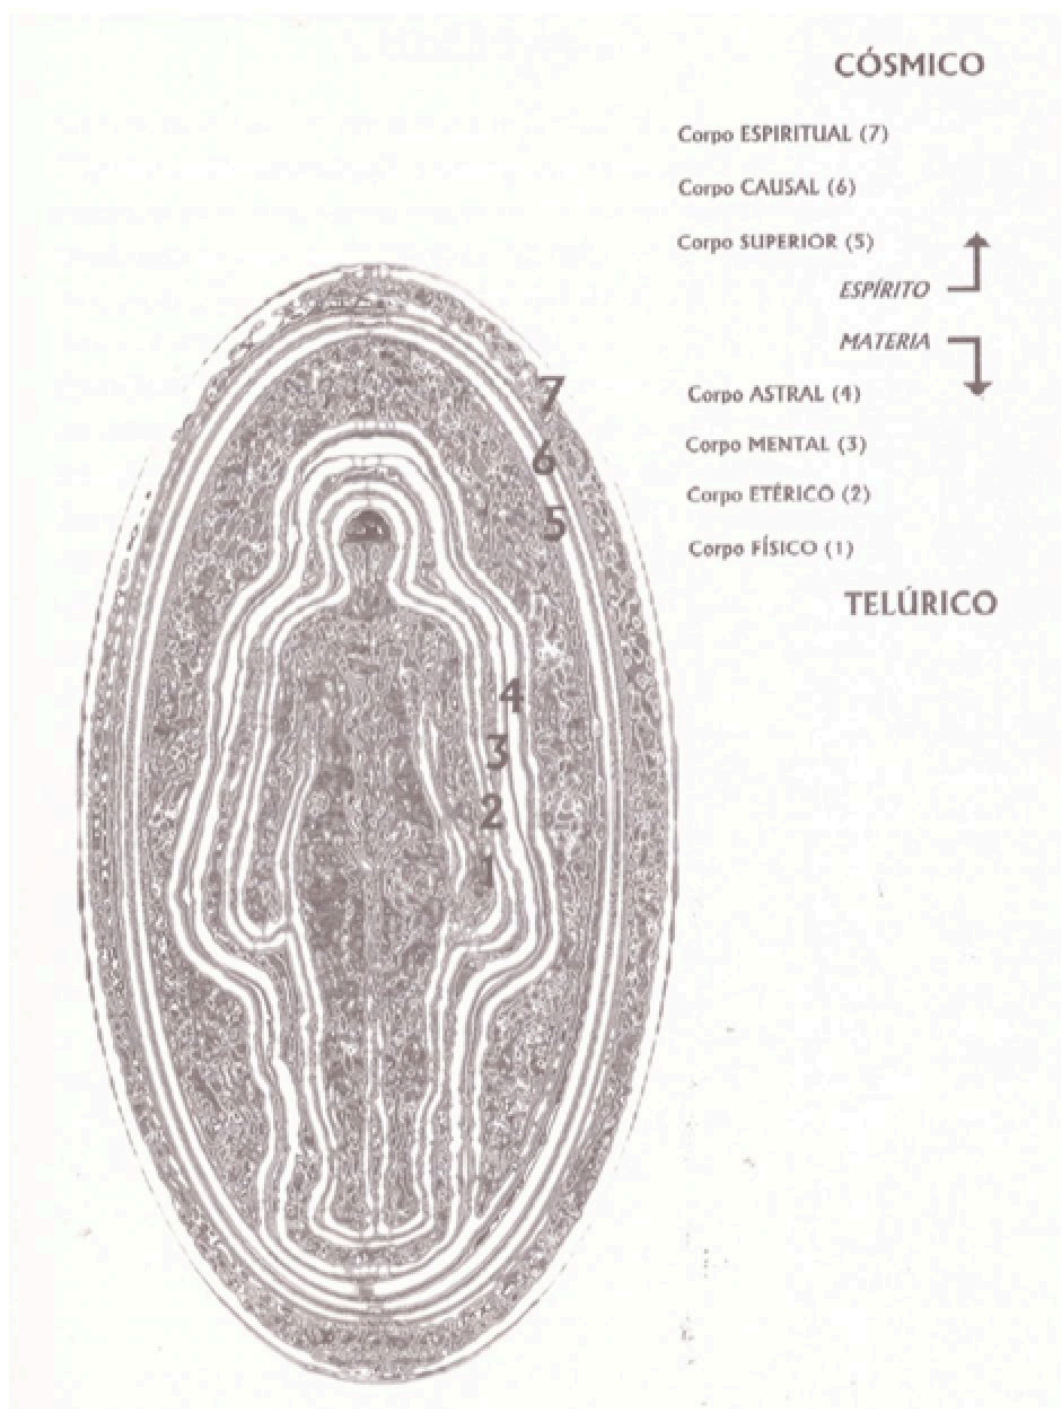 CÓSMICO
Corpo ESPIRITUAL (7)
Corpo CAUSAL (6)
Corpo SUPERIOR (5)
ESPÍRITO
MATERIA
Corpo ASTRAL (4)
Corpo MENTAL (3)
Corpo ETÉRICO (2)
Corpo FÍSICO (1)
TELÚRICO
7
6
5
4
3
2
1